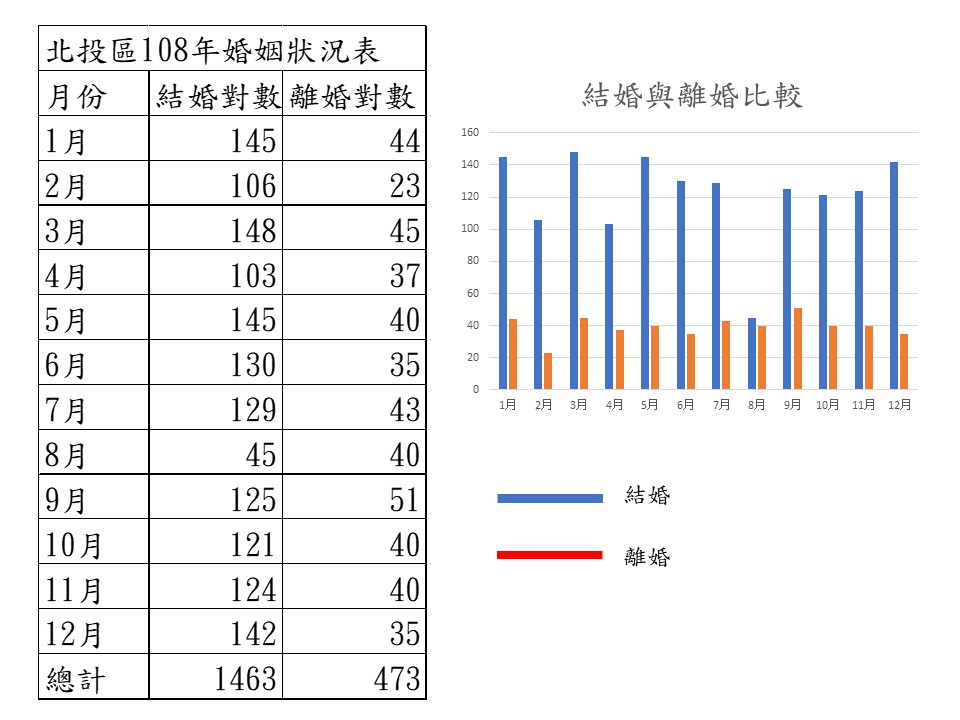 北投區108年婚姻狀況表
月份 結婚對數 離婚對數
1月 145 44
2月 106 23
3月 148 45
4月 103 37
5月 145 40
6月 130 35
7月 129 43
8月 45 40
9月 125 51
10月 121 40
11月 124 40
12月 142 35
總計 1463 473
結婚與離婚比較
160
140
120
100
80
60
40
20
0
1月 2月 3月 4月 5月 6月 7月 8月 9月 10月 11月 12月
結婚
離婚